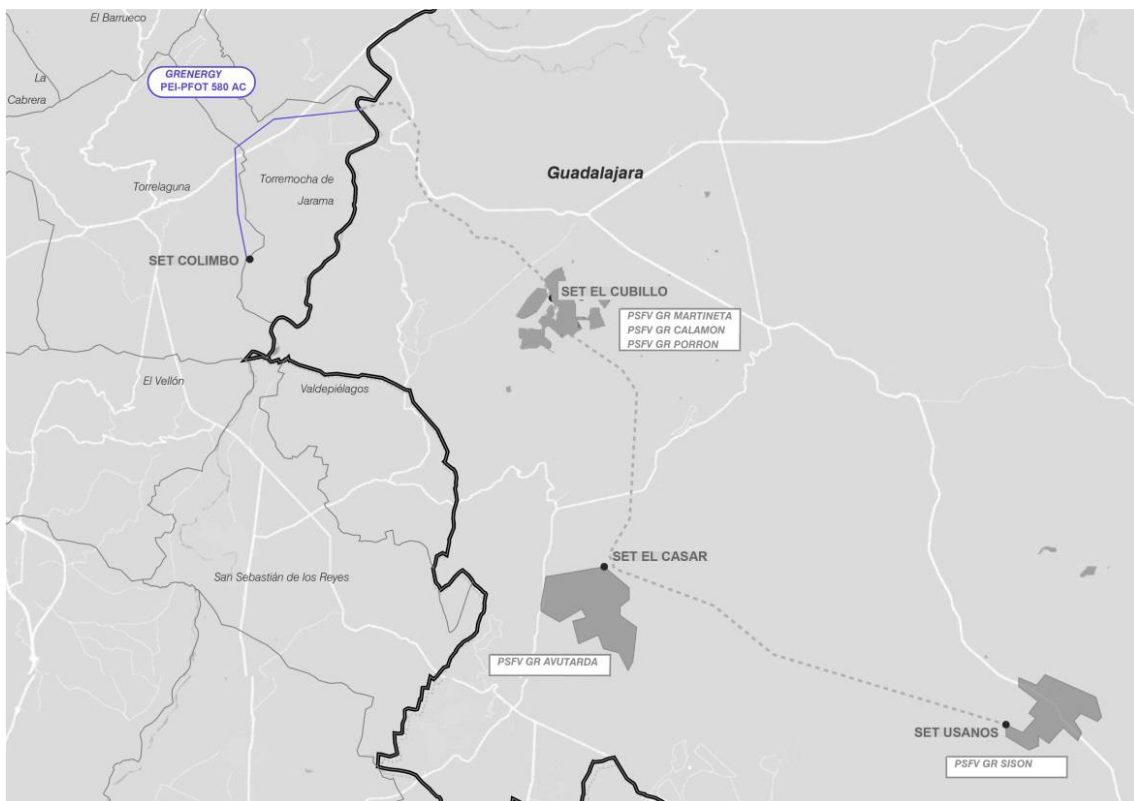 El Barrueco
La
Cabrera
GRENERGY
PEI-PFOT 580 AC
Torrelaguna
Torremocha de
Jarama
Guadalajara
SET COLIMBO
SET EL CUBILLO
PSFV GR MARTINETA
PSFV GR CALAMON
PSFV GR PORRON
El Vellón
Valdepiélagos
SET EL CASAR
San Sebastián de los Reyes
PSFV GR AVUTARDA
SET USANOS
PSFV GR SISON